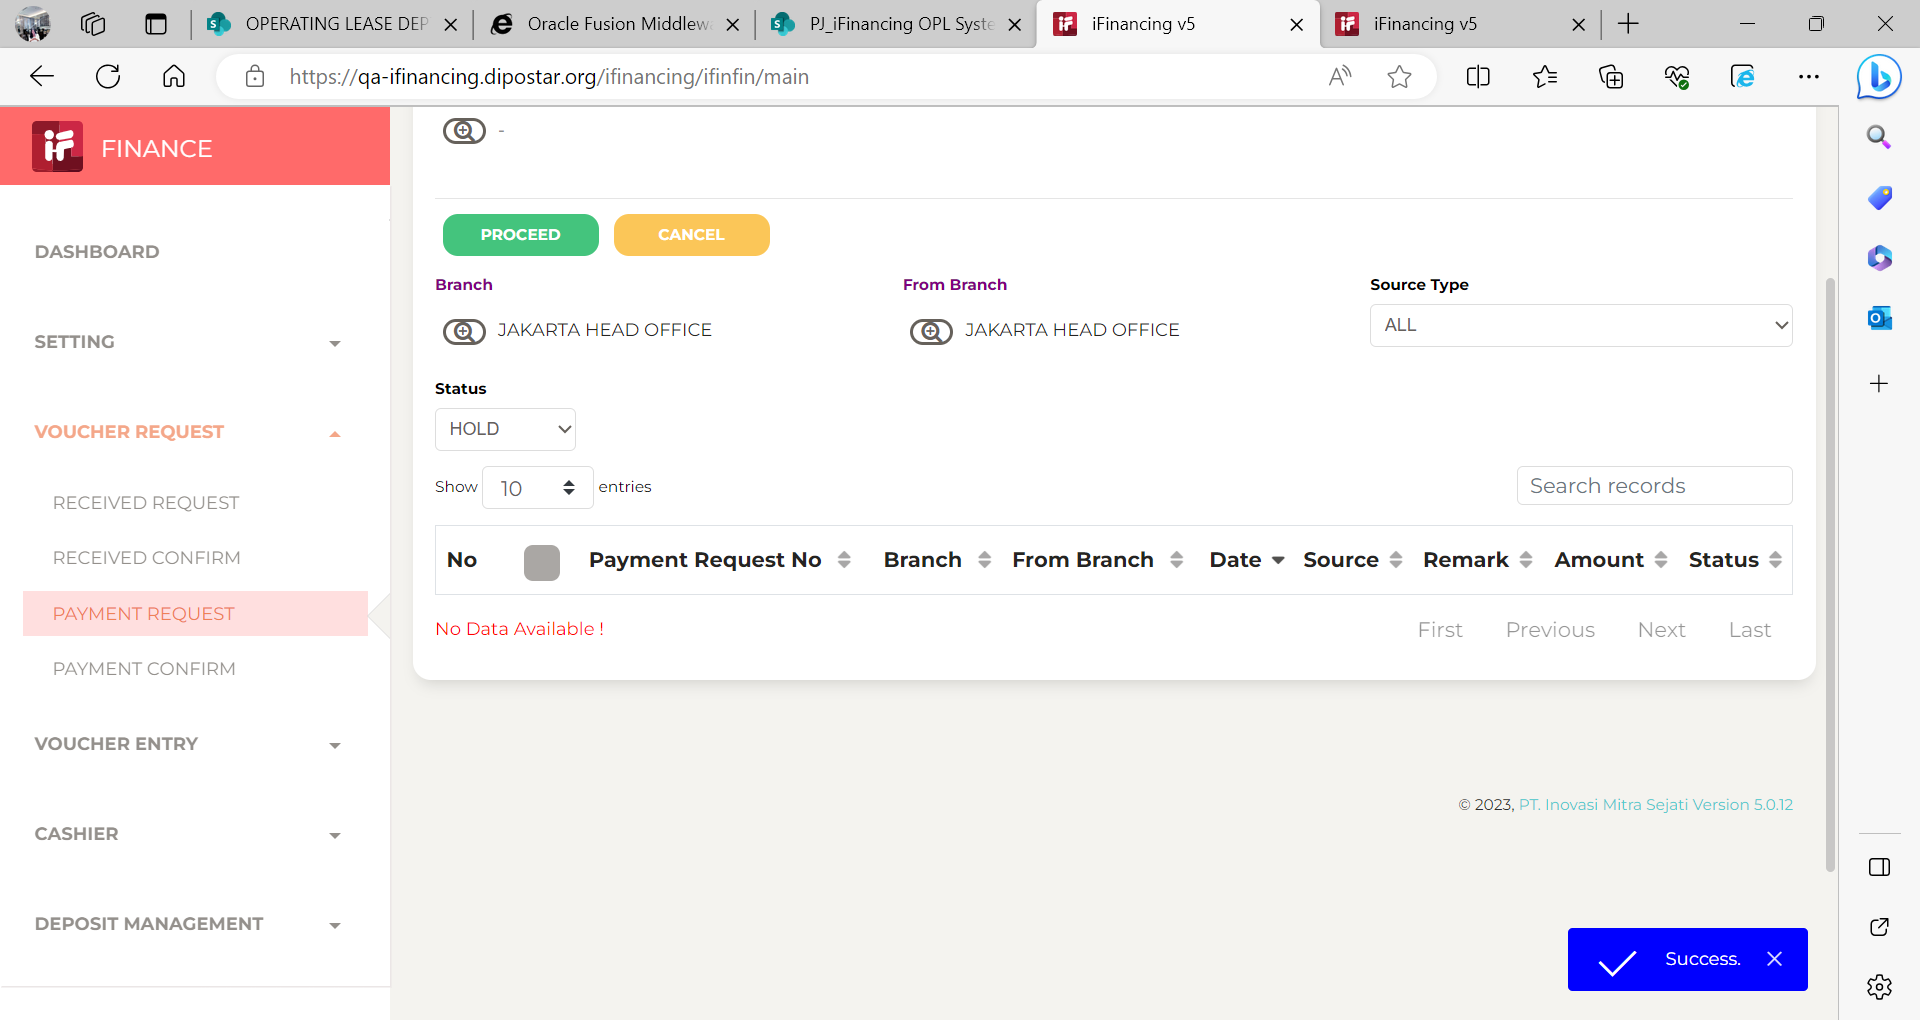 OPERATING LEASE DEP
Oracle Fusion Middlew
PJ_iFinancing OPL Syste
iFinancing v5
iFinancing v5
https://qa-ifinancing.dipostar.org/ifinancing/ifinfin/main
iF FINANCE
DASHBOARD
SETTING
VOUCHER REQUEST
RECEIVED REQUEST
RECEIVED CONFIRM
PAYMENT REQUEST
PAYMENT CONFIRM
VOUCHER ENTRY
CASHIER
DEPOSIT MANAGEMENT
-
PROCEED CANCEL
Branch From Branch Source Type
JAKARTA HEAD OFFICE JAKARTA HEAD OFFICE ALL
Status
HOLD
Show 10 entries Search records
No Payment Request No Branch From Branch Date Source Remark Amount Status
No Data Available ! First Previous Next Last
© 2023, PT. Inovasi Mitra Sejati Version 5.0.12
Success.